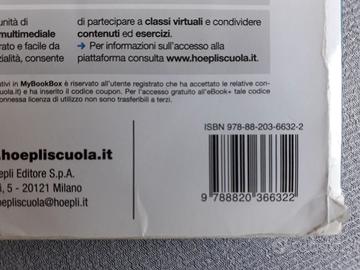 unità di
multimediale
rato e facile da
zialità, consente
di partecipare a classi virtuali e condividere
contenuti ed esercizi.
→ Per informazioni sull'accesso alla
piattaforma consulta www.hoepliscuola.it.
ativi in MyBookBox è riservato all'utente registrato che ha accettato le relative con-
cuola.it) e ha inserito il codice coupon. Per l'accesso gratuito all'eBook+ tale codice
onnessa licenza di utilizzo non sono trasferibili a terzi.
.hoepliscuola.it
epli Editore S.p.A.
i, 5 - 20121 Milano
oepliscuola@hoepli.it
ISBN 978-88-203-6632-2
9 788820 366322